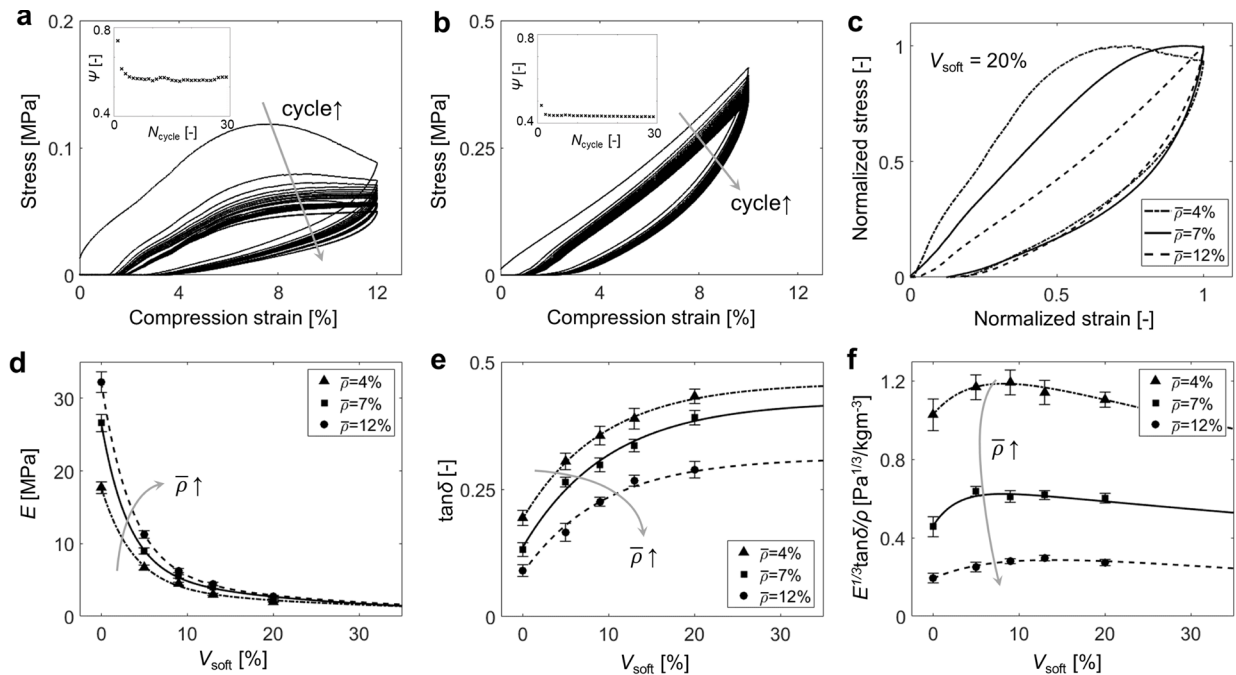 a
0.2
0.1
0
Stress [MPa]
0
4
8
12
Compression strain [%]
0.8
0.4
Ψ [-]
0
30
N_cycle [-]
cycle↑
b
0.5
0.25
0
Stress [MPa]
0
4
8
12
Compression strain [%]
0.8
0.4
Ψ [-]
0
30
N_cycle [-]
cycle↑
c
1
0.5
0
Normalized stress [-]
0
0.5
1
Normalized strain [-]
V_soft = 20%
ρ̅=4%
ρ̅=7%
ρ̅=12%
d
30
20
10
0
E [MPa]
0
10
20
30
V_soft [%]
ρ̅=4%
ρ̅=7%
ρ̅=12%
ρ̅ ↑
e
0.5
0.25
0
tanδ [-]
0
10
20
30
V_soft [%]
ρ̅ ↑
ρ̅=4%
ρ̅=7%
ρ̅=12%
f
1.2
0.8
0.4
0
E^1/3tanδ/ρ [Pa^1/3/kgm^-3]
0
10
20
30
V_soft [%]
ρ̅=4%
ρ̅=7%
ρ̅=12%
ρ̅ ↑